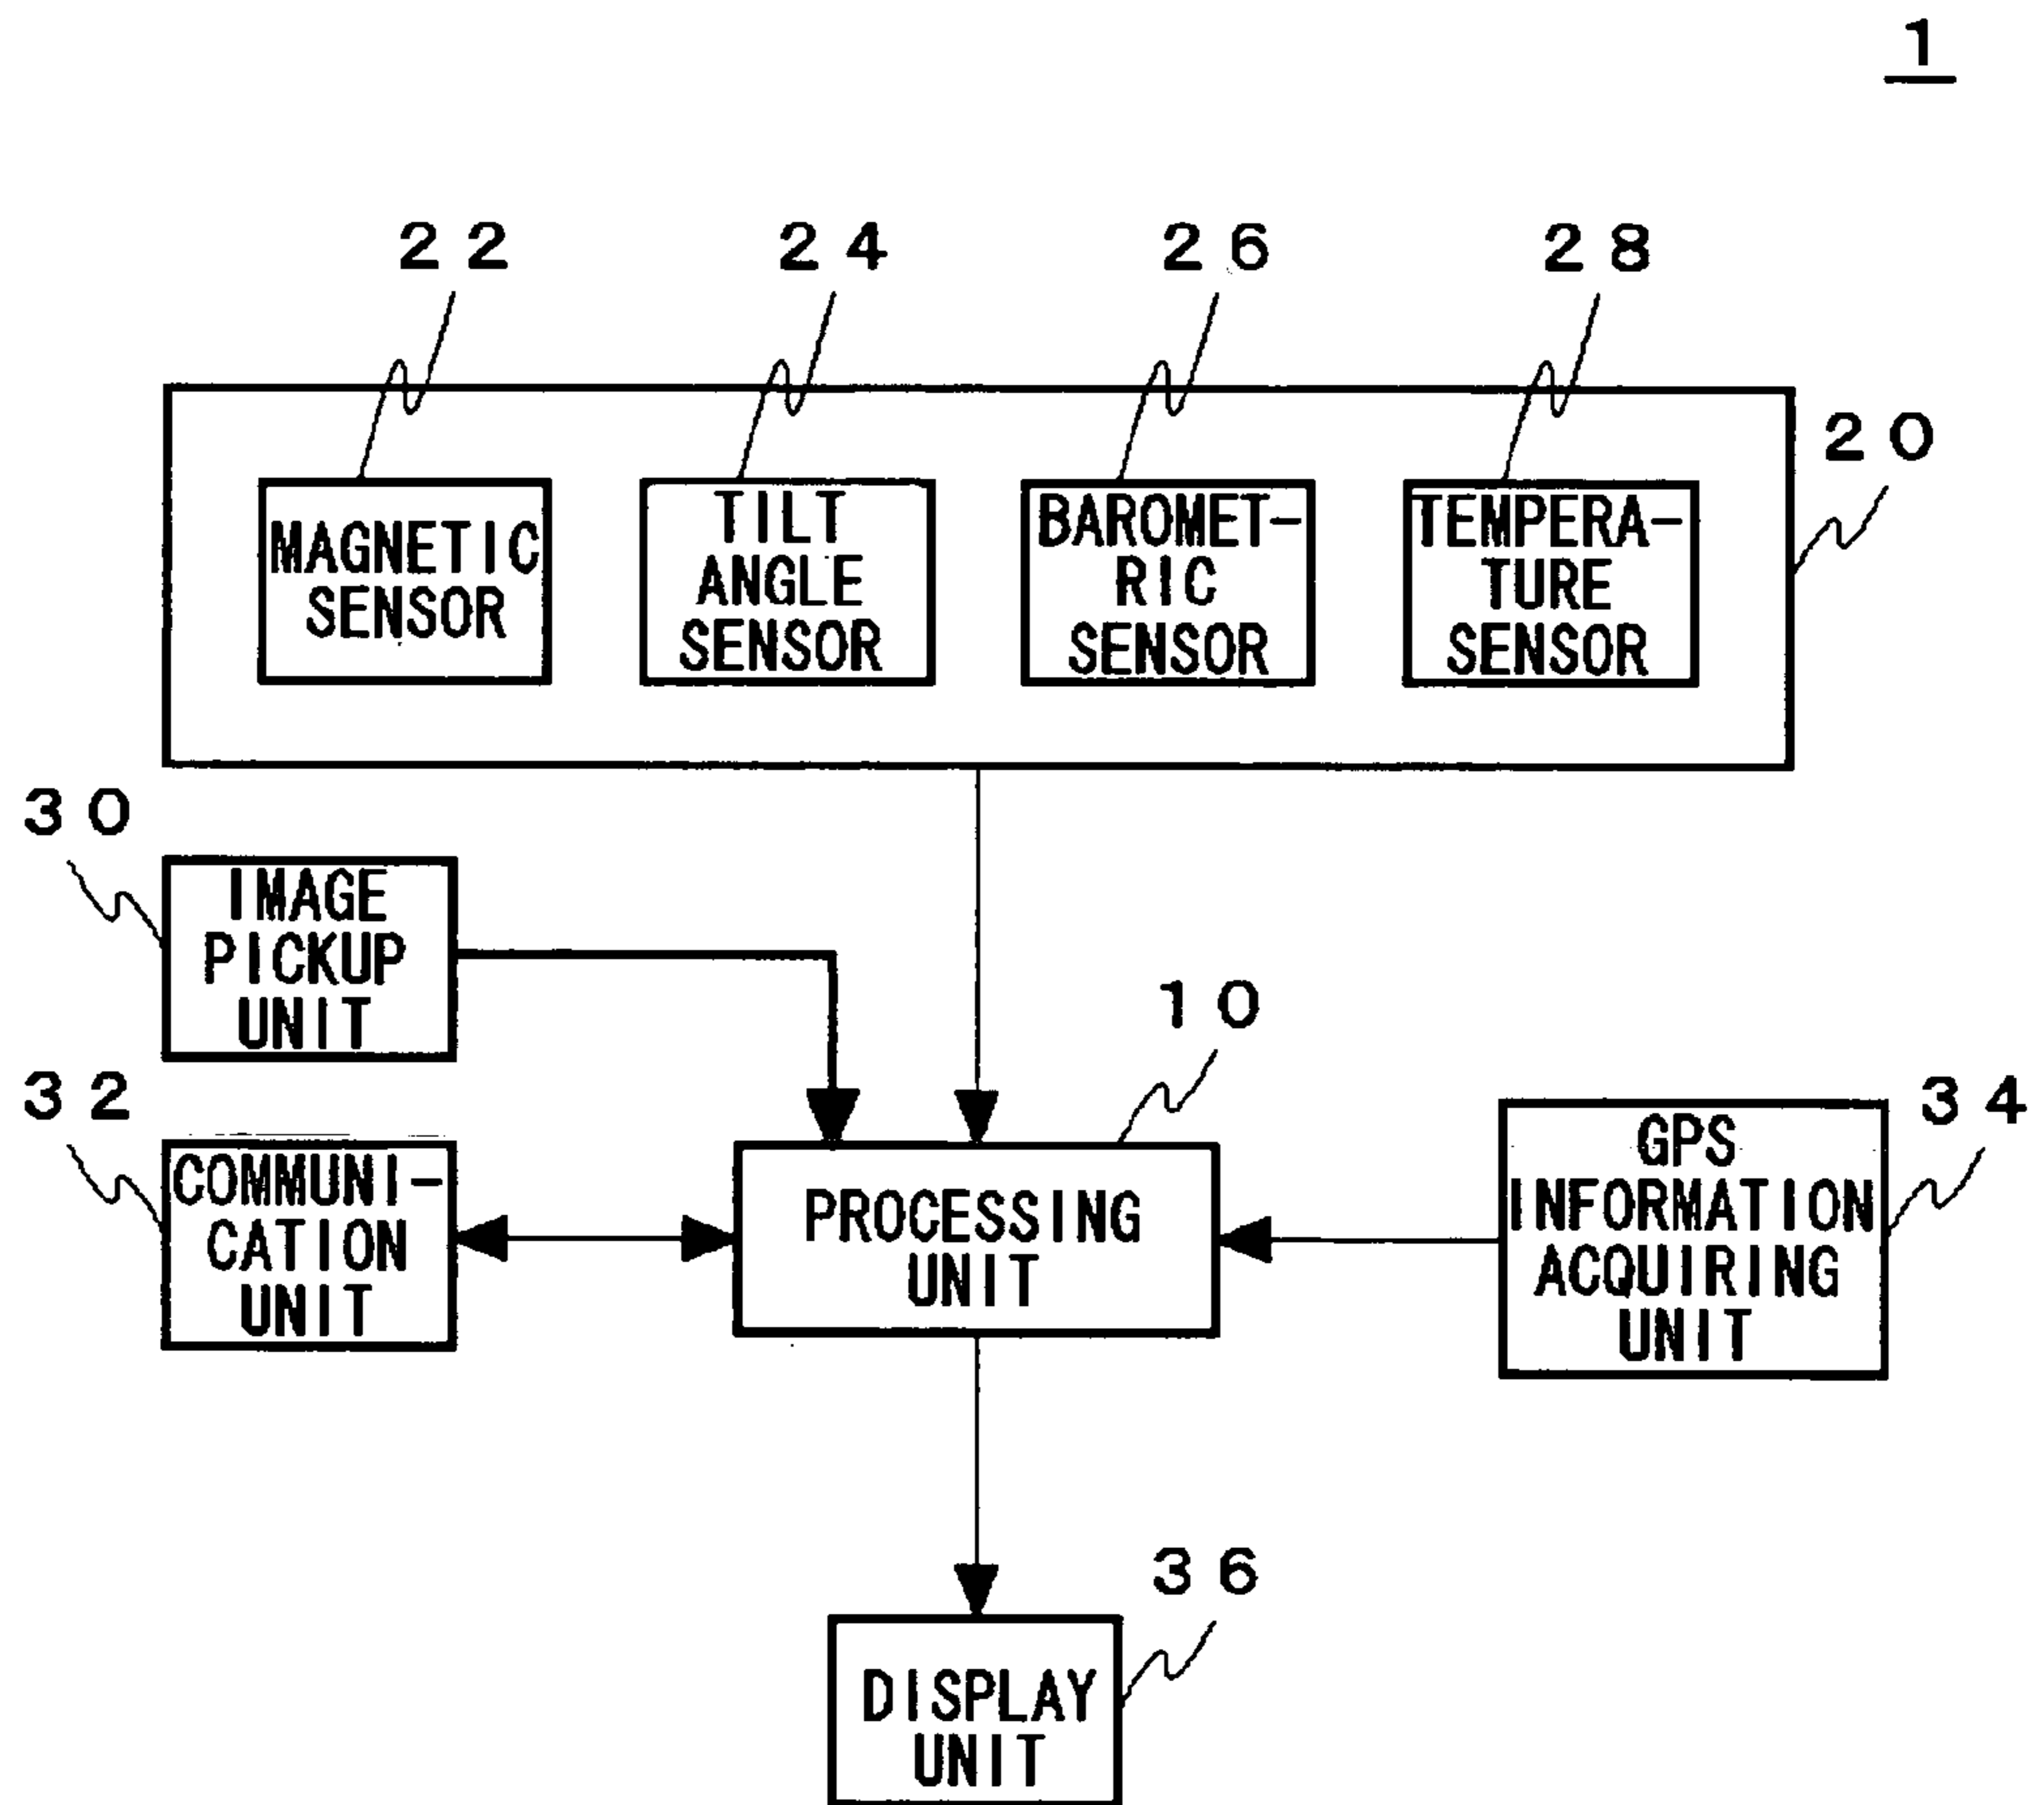 1
22
24
26
28
20
MAGNETIC
SENSOR
TILT
ANGLE
SENSOR
BAROMET-
RIC
SENSOR
TEMPERA-
TURE
SENSOR
30
IMAGE
PICKUP
UNIT
10
32
COMMUNI-
CATION
UNIT
PROCESSING
UNIT
34
GPS
INFORMATION
ACQUIRING
UNIT
36
DISPLAY
UNIT